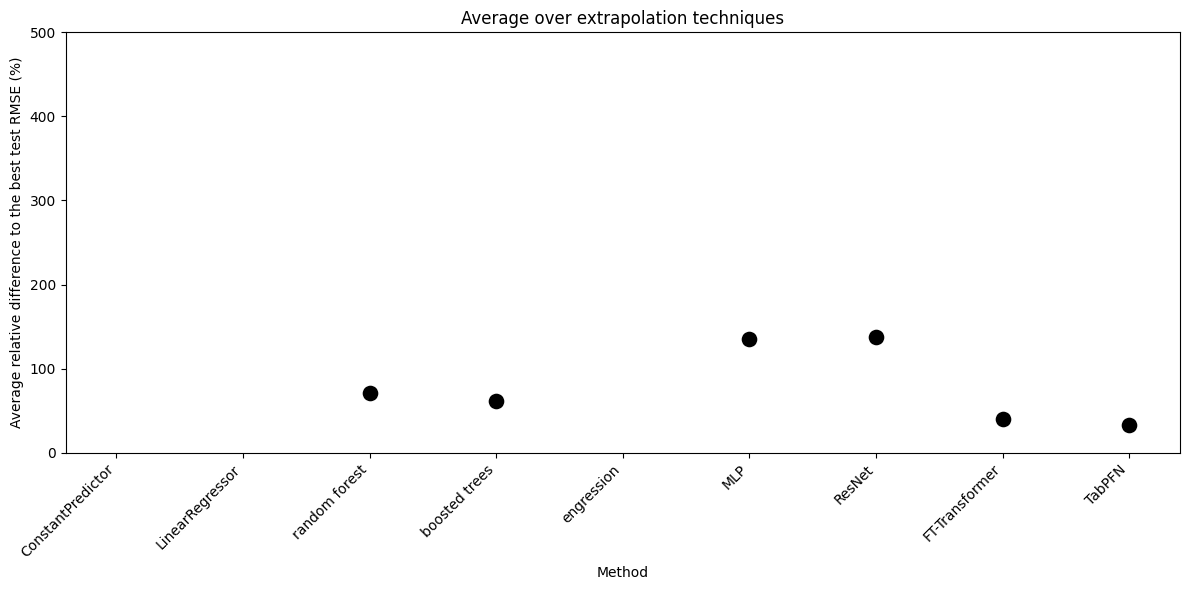 Average over extrapolation techniques
Average relative difference to the best test RMSE (%)
500
400
300
200
100
0
ConstantPredictor
LinearRegressor
random forest
boosted trees
engression
MLP
ResNet
FT-Transformer
TabPFN
Method